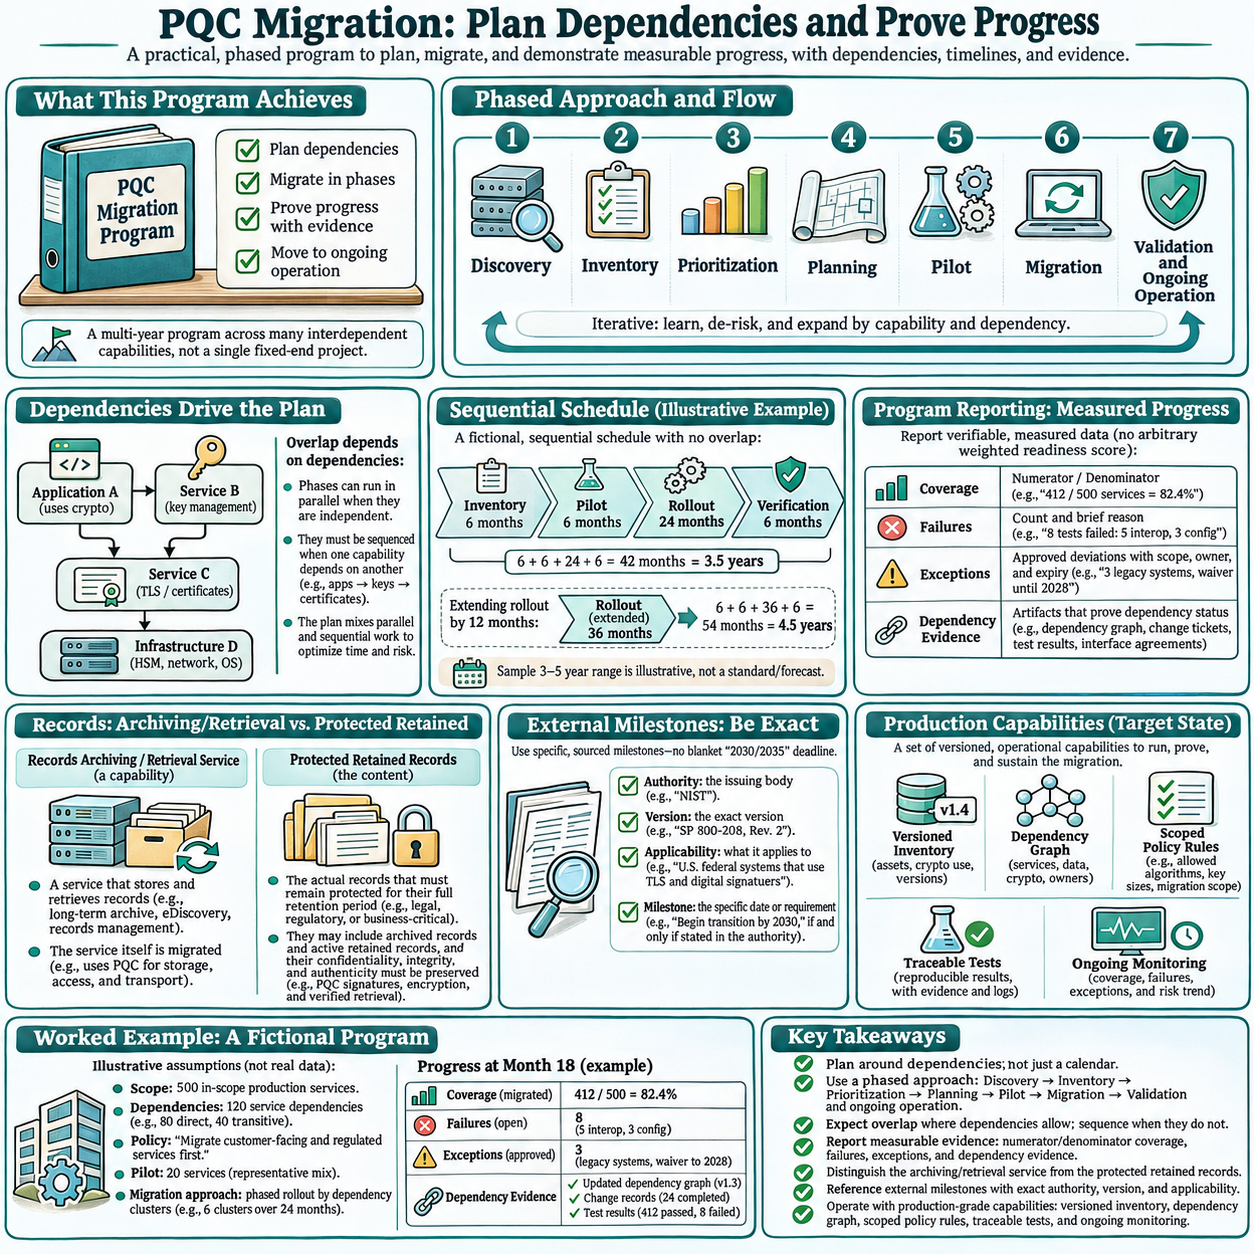 PQC Migration: Plan Dependencies and Prove Progress
A practical, phased program to plan, migrate, and demonstrate measurable progress, with dependencies, timelines, and evidence.
What This Program Achieves
PQC
Migration
Program
Plan dependencies
Migrate in phases
Prove progress
with evidence
Move to ongoing
operation
A multi-year program across many interdependent
capabilities, not a single fixed-end project.
Phased Approach and Flow
1
2
3
4
5
6
7
Discovery
Inventory
Prioritization
Planning
Pilot
Migration
Validation
and
Ongoing
Operation
Iterative: learn, de-risk, and expand by capability and dependency.
Dependencies Drive the Plan
Application A
(uses crypto)
Service B
(key management)
Service C
(TLS / certificates)
Infrastructure D
(HSM, network, OS)
Overlap depends
on dependencies:
Phases can run in
parallel when they
are independent.
They must be sequenced
when one capability
depends on another
(e.g., apps → keys →
certificates).
The plan mixes parallel
and sequential work to
optimize time and risk.
Sequential Schedule (Illustrative Example)
A fictional, sequential schedule with no overlap:
Inventory
6 months
Pilot
6 months
Rollout
24 months
Verification
6 months
6 + 6 + 24 + 6 = 42 months = 3.5 years
Extending rollout
by 12 months:
Rollout
(extended)
36 months
6 + 6 + 36 + 6 =
54 months = 4.5 years
Sample 3–5 year range is illustrative, not a standard/forecast.
Program Reporting: Measured Progress
Report verifiable, measured data (no arbitrary
weighted readiness score):
Coverage
Numerator / Denominator
(e.g., "412 / 500 services = 82.4%")
Failures
Count and brief reason
(e.g., "8 tests failed: 5 interop, 3 config")
Exceptions
Approved deviations with scope, owner,
and expiry (e.g., "3 legacy systems, waiver
until 2028")
Dependency
Evidence
Artifacts that prove dependency status
(e.g., dependency graph, change tickets,
test results, interface agreements)
Records: Archiving/Retrieval vs. Protected Retained
Records Archiving / Retrieval Service
(a capability)
A service that stores and
retrieves records (e.g.,
long-term archive, eDiscovery,
records management).
The service itself is migrated
(e.g., uses PQC for storage,
access, and transport).
Protected Retained Records
(the content)
The actual records that must
remain protected for their full
retention period (e.g., legal,
regulatory, or business-critical).
They may include archived records
and active retained records, and
their confidentiality, integrity,
and authenticity must be preserved
(e.g., PQC signatures, encryption,
and verified retrieval).
External Milestones: Be Exact
Use specific, sourced milestones—no blanket "2030/2035" deadline.
Authority: the issuing body
(e.g., "NIST").
Version: the exact version
(e.g., "SP 800-208, Rev. 2").
Applicability: what it applies to
(e.g., "U.S. federal systems that use
TLS and digital signatuers").
Milestone: the specific date or requirement
(e.g., "Begin transition by 2030," if and
only if stated in the authority).
Production Capabilities (Target State)
A set of versioned, operational capabilities to run, prove,
and sustain the migration.
v1.4
Versioned
Inventory
(assets, crypto use,
versions)
Dependency
Graph
(services, data,
crypto, owners)
Scoped
Policy Rules
(e.g., allowed
algorithms, key
sizes, migration scope)
Traceable Tests
(reproducible results,
with evidence and logs)
Ongoing Monitoring
(coverage, failures,
exceptions, and risk trend)
Worked Example: A Fictional Program
Illustrative assumptions (not real data):
Scope: 500 in-scope production services.
Dependencies: 120 service dependencies
(e.g., 80 direct, 40 transitive).
Policy: "Migrate customer-facing and regulated
services first."
Pilot: 20 services (representative mix).
Migration approach: phased rollout by dependency
clusters (e.g., 6 clusters over 24 months).
Progress at Month 18 (example)
Coverage (migrated)
412 / 500 = 82.4%
Failures (open)
8
(5 interop, 3 config)
Exceptions (approved)
3
(legacy systems, waiver to 2028)
Dependency Evidence
Updated dependency graph (v1.3)
Change records (24 completed)
Test results (412 passed, 8 failed)
Key Takeaways
Plan around dependencies; not just a calendar.
Use a phased approach: Discovery → Inventory →
Prioritization → Planning → Pilot → Migration → Validation
and ongoing operation.
Expect overlap where dependencies allow; sequence when they do not.
Report measurable evidence: numerator/denominator coverage,
failures, exceptions, and dependency evidence.
Distinguish the archiving/retrieval service from the protected retained records.
Reference external milestones with exact authority, version, and applicability.
Operate with production-grade capabilities: versioned inventory, dependency
graph, scoped policy rules, traceable tests, and ongoing monitoring.